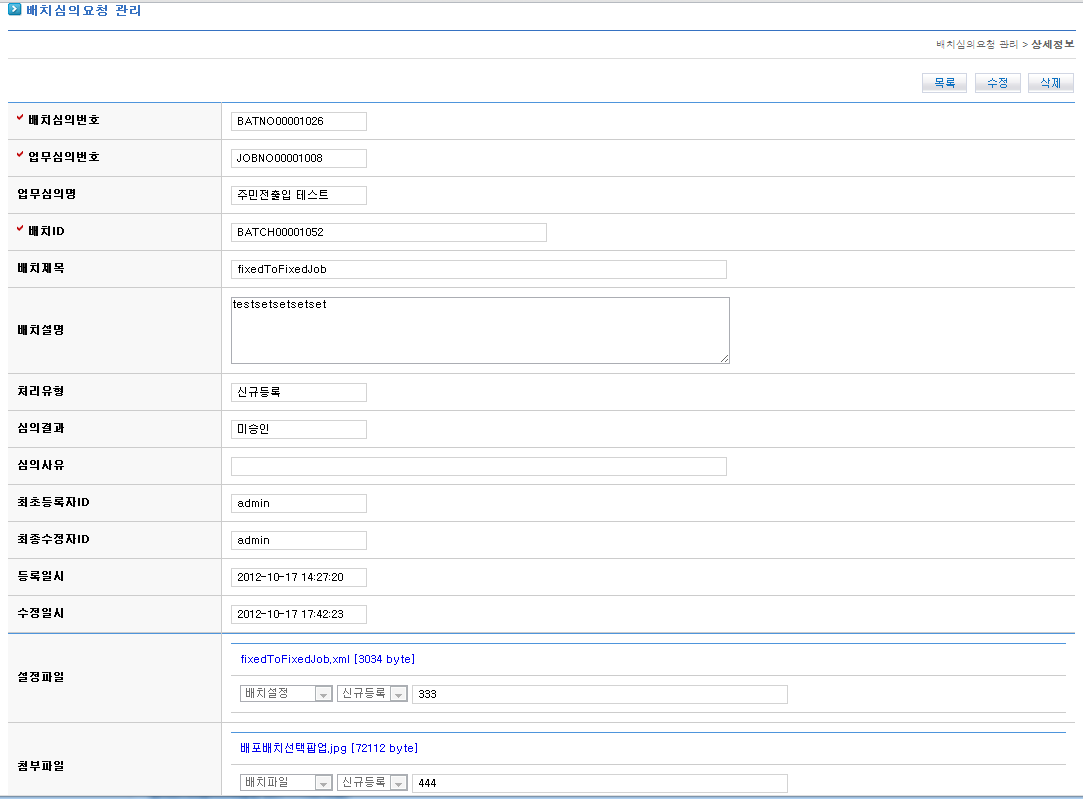 배치심의요청 관리
배치심의요청 관리 > 상세정보
목록 수정 삭제
배치심의번호 BATNO00001026
업무심의번호 JOBNO00001008
업무심의명 주민전출입 테스트
배치ID BATCH00001052
배치제목 fixedToFixedJob
배치설명 testsetsetsetset
처리유형 신규등록
심의결과 미승인
심의사유
최초등록자ID admin
최종수정자ID admin
등록일시 2012-10-17 14:27:20
수정일시 2012-10-17 17:42:23
설정파일 fixedToFixedJob.xml [3034 byte]
배치설정 신규등록 333
첨부파일 배포배치선택팝업.jpg [72112 byte]
배치파일 신규등록 444